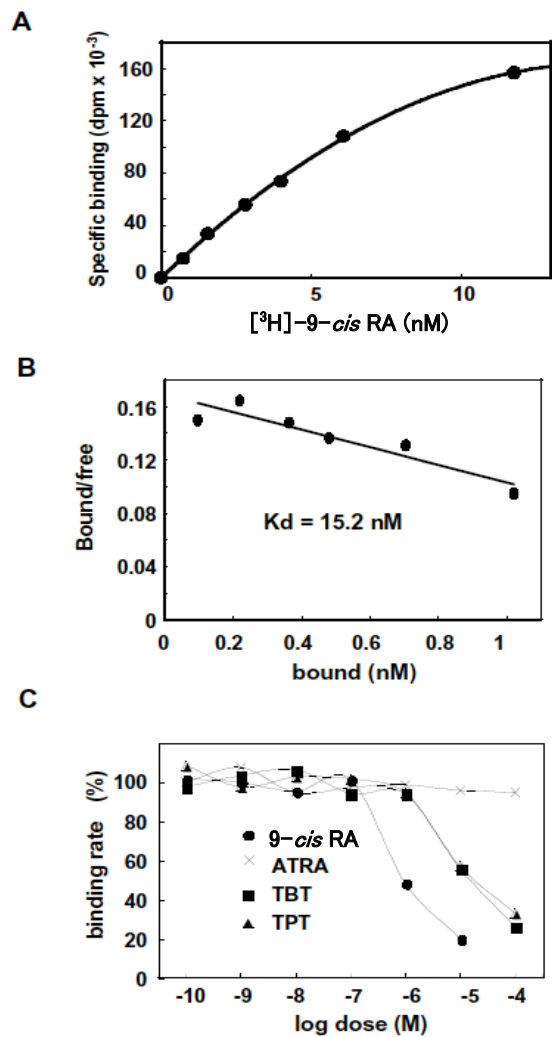 A
Specific binding (dpm x 10⁻³)
160
120
80
40
0
0 5 10
[³H]-9-cis RA (nM)
B
Bound/free
0.16
0.12
0.08
0.04
0
Kd = 15.2 nM
0 0.2 0.4 0.6 0.8 1
bound (nM)
C
binding rate (%)
100
80
60
40
20
0
9-cis RA
ATRA
TBT
TPT
-10 -9 -8 -7 -6 -5 -4
log dose (M)